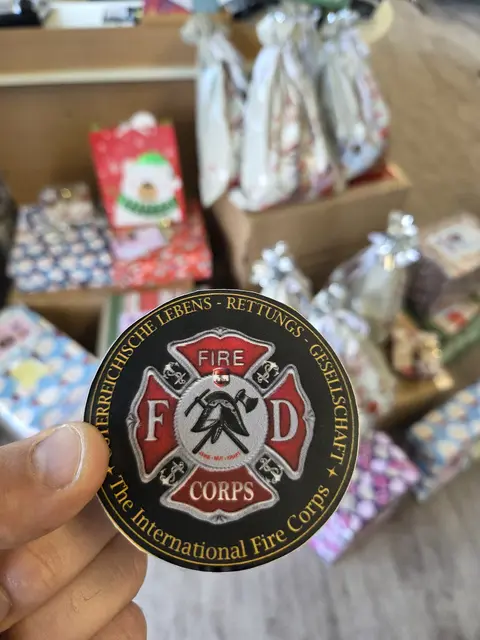 ÖSTERREICHISCHE LEBENS - RETTUNGS - GESELLSCHAFT
FIRE
F D
CORPS
The International Fire Corps